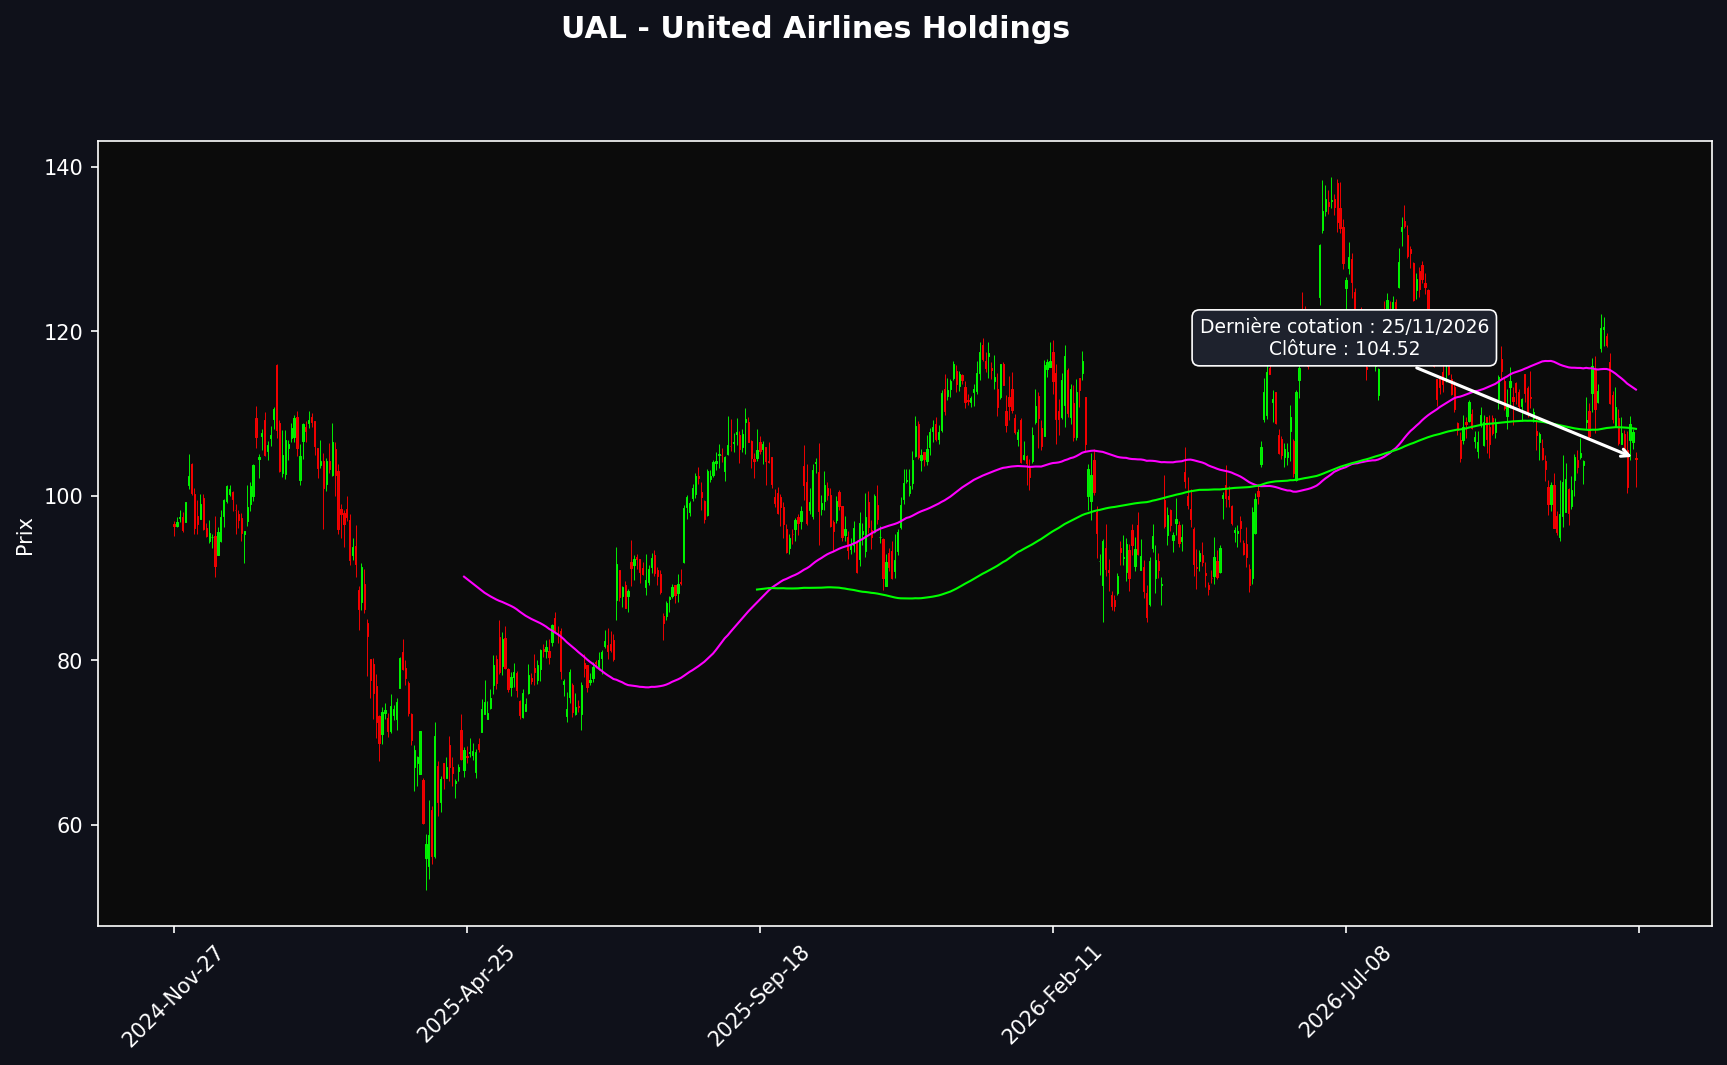 UAL - United Airlines Holdings
140
120
100
80
60
Prix
Dernière cotation : 25/11/2026
Clôture : 104.52
2024-Nov-27
2025-Apr-25
2025-Sep-18
2026-Feb-11
2026-Jul-08